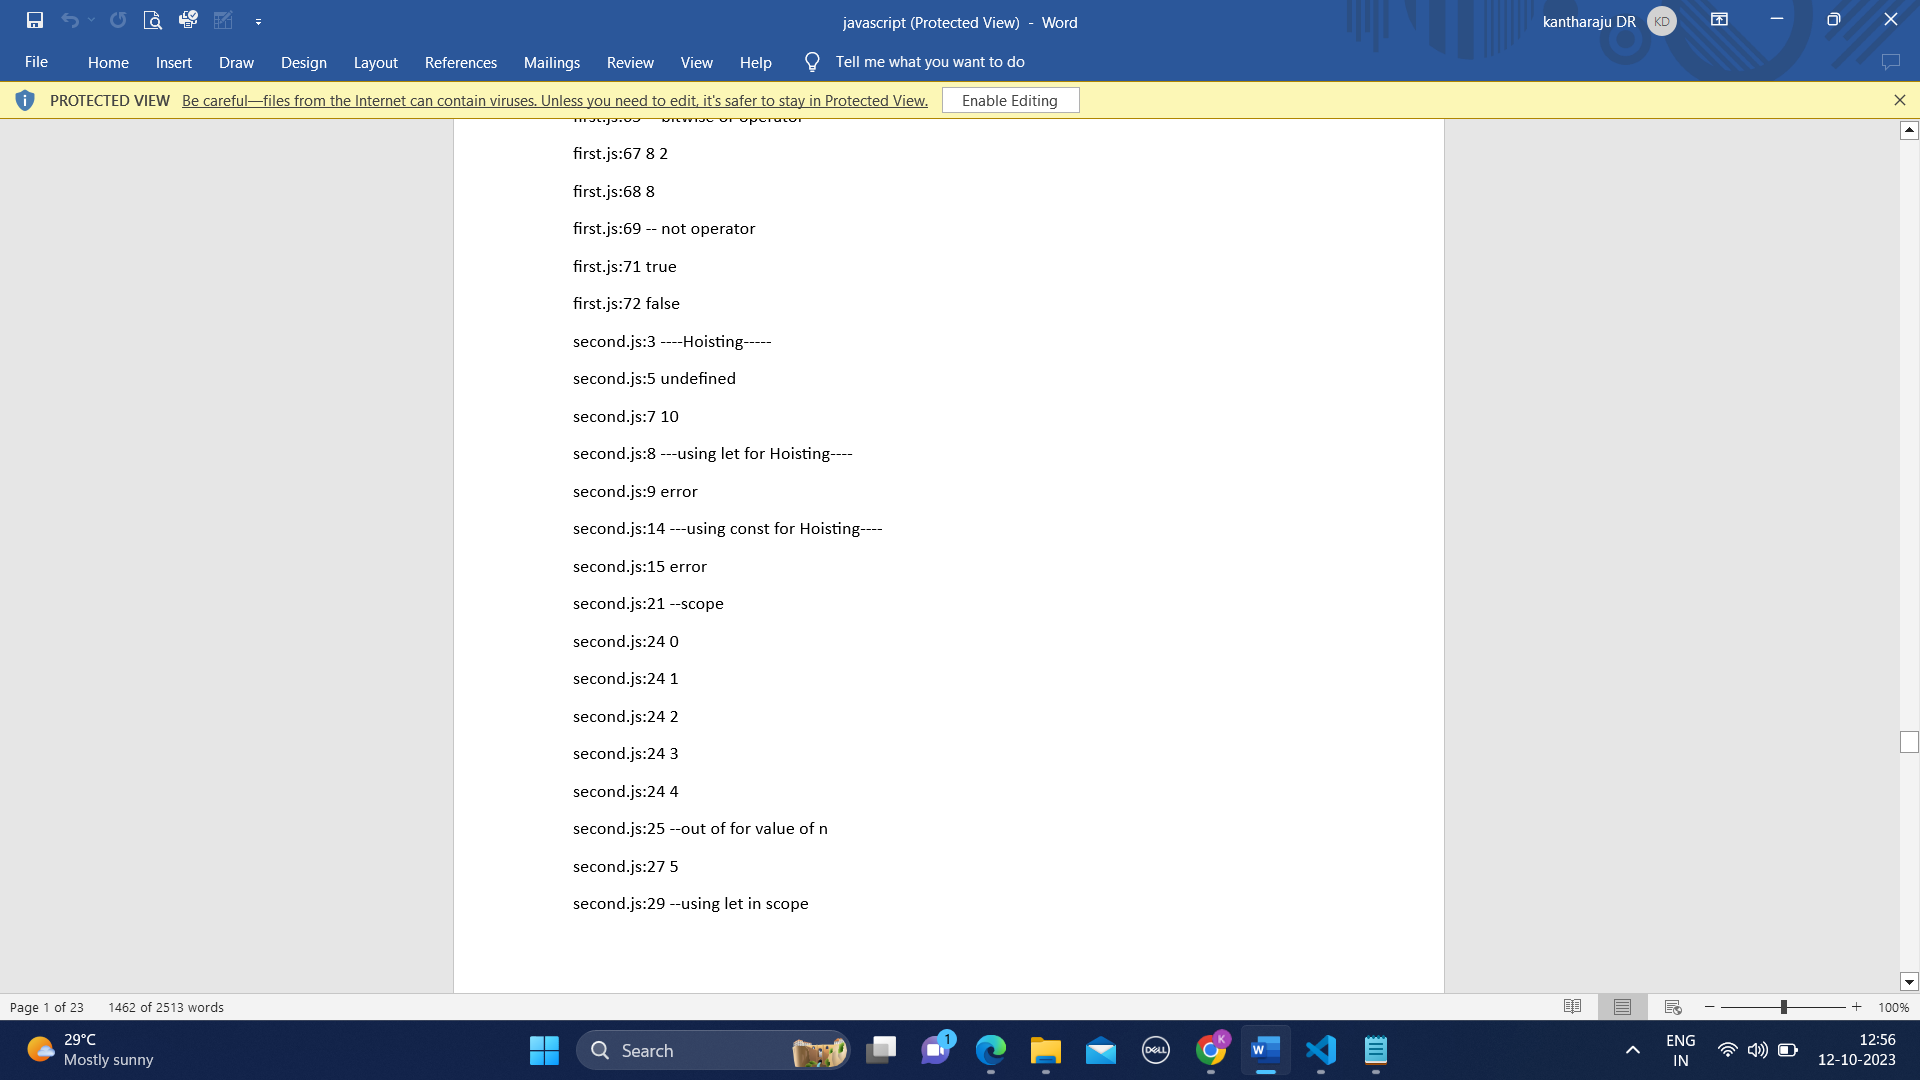 javascript (Protected View) - Word
kantharaju DR
KD
File
Home
Insert
Draw
Design
Layout
References
Mailings
Review
View
Help
Tell me what you want to do
PROTECTED VIEW Be careful—files from the Internet can contain viruses. Unless you need to edit, it's safer to stay in Protected View.
Enable Editing
first.js:65 -- bitwise or operator
first.js:67 8 2
first.js:68 8
first.js:69 -- not operator
first.js:71 true
first.js:72 false
second.js:3 ----Hoisting-----
second.js:5 undefined
second.js:7 10
second.js:8 ---using let for Hoisting----
second.js:9 error
second.js:14 ---using const for Hoisting----
second.js:15 error
second.js:21 --scope
second.js:24 0
second.js:24 1
second.js:24 2
second.js:24 3
second.js:24 4
second.js:25 --out of for value of n
second.js:27 5
second.js:29 --using let in scope
Page 1 of 23
1462 of 2513 words
100%
29°C
Mostly sunny
Search
1
DELL
K
W
ENG
IN
12:56
12-10-2023